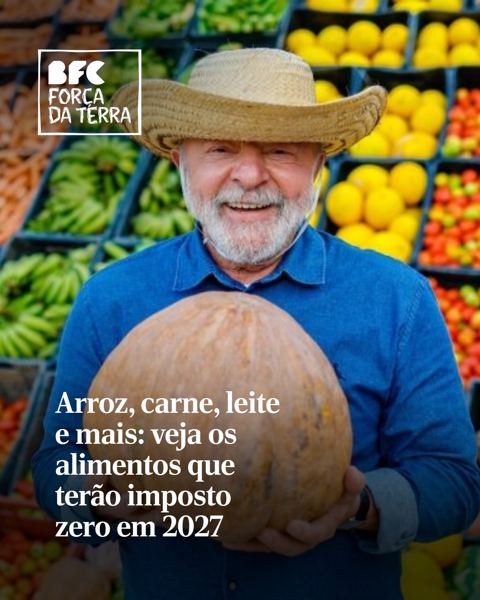 BFC
FORÇA
DA TERRA
Arroz, carne, leite
e mais: veja os
alimentos que
terão imposto
zero em 2027